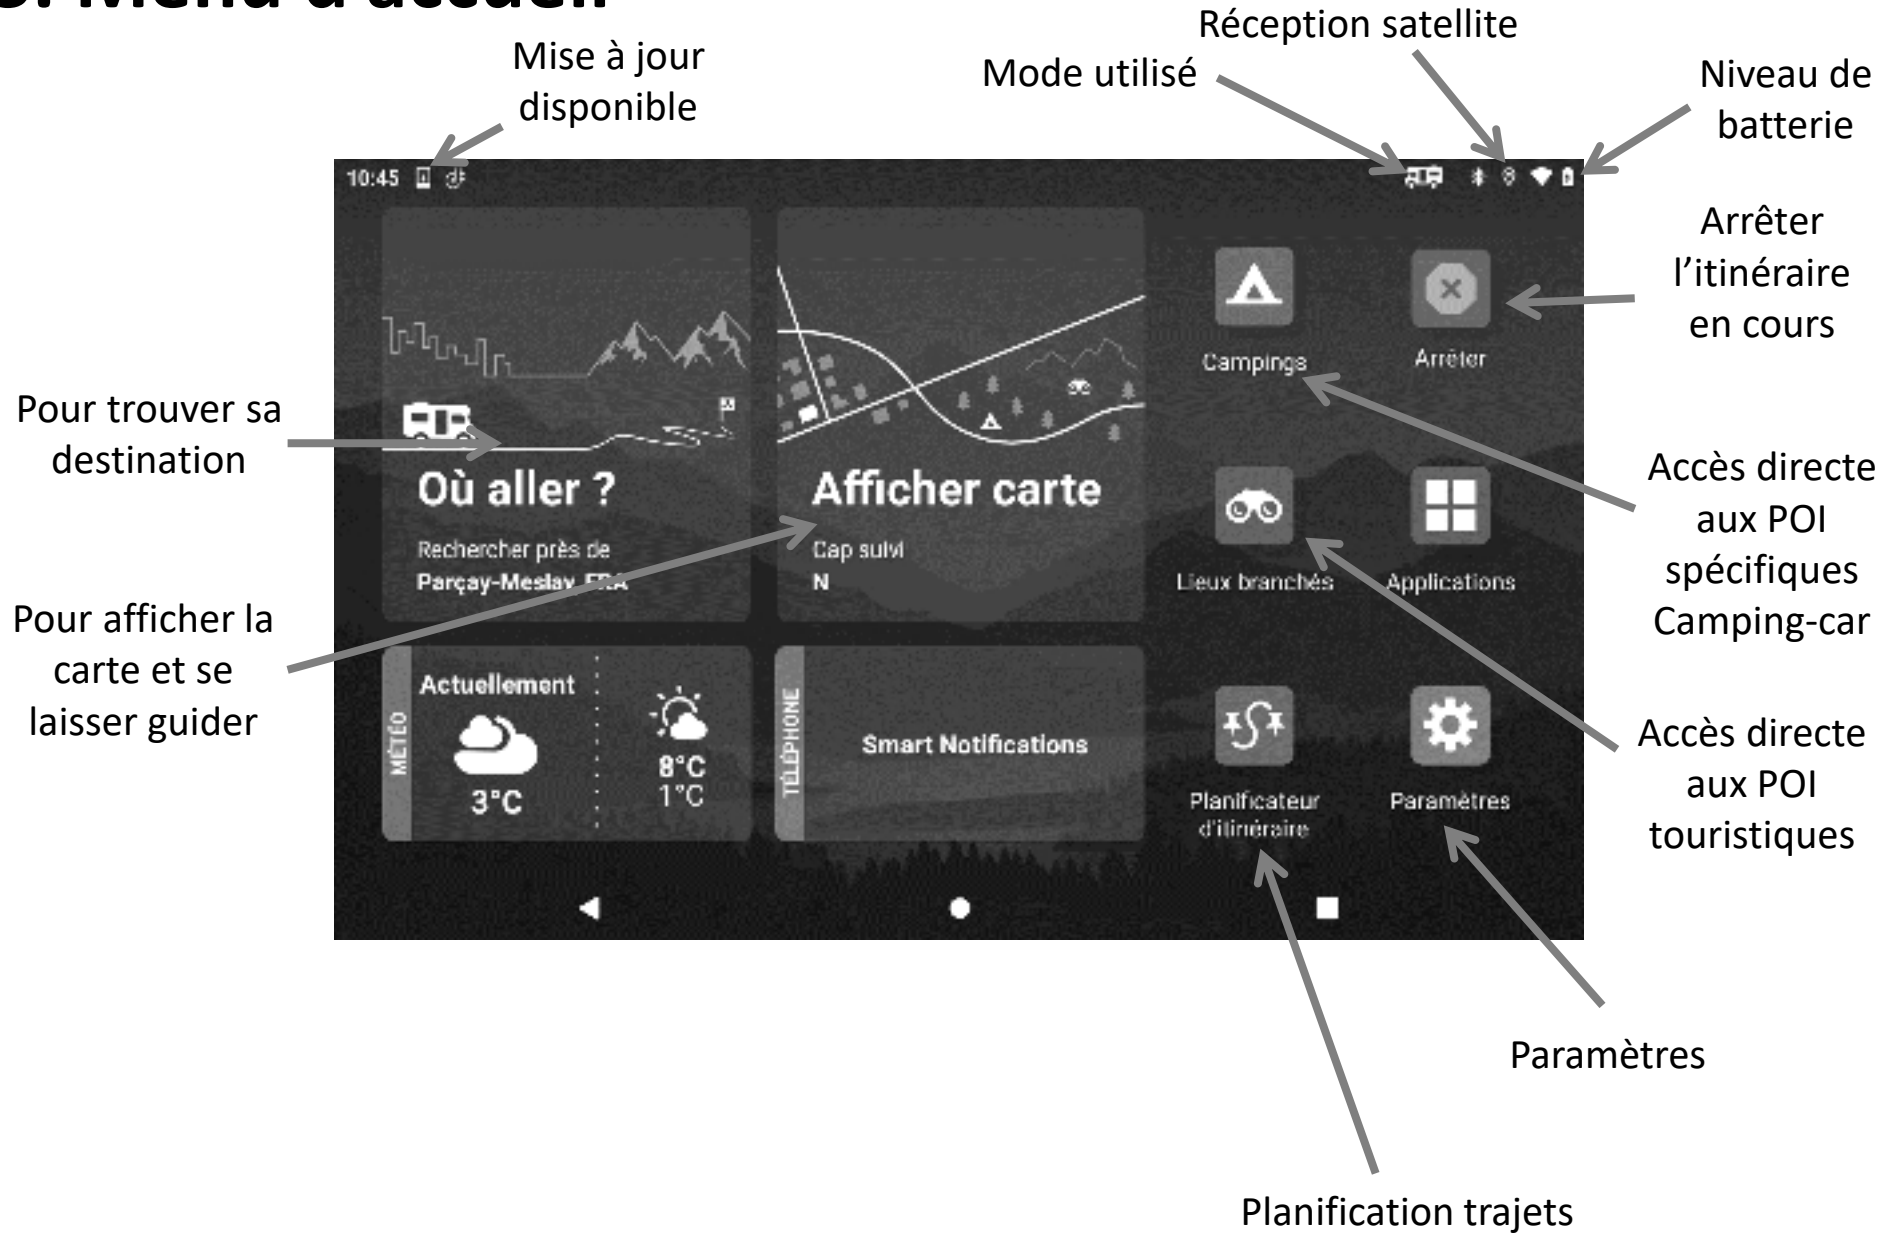 3. Menu d'accueil
Réception satellite
Mise à jour
disponible
Mode utilisé
Niveau de
batterie
10:45
Arrêter
l’itinéraire
en cours
Campings
Arrêter
Pour trouver sa
destination
Où aller ?
Rechercher près de
Parçay-Meslay, FRA
Afficher carte
Cap suivi
N
Lieux branchés
Applications
Accès directe
aux POI
spécifiques
Camping-car
Pour afficher la
carte et se
laisser guider
MÉTÉO
Actuellement
3°C
8°C
1°C
TÉLÉPHONE
Smart Notifications
Planificateur
d'itinéraire
Paramètres
Accès directe
aux POI
touristiques
Paramètres
Planification trajets